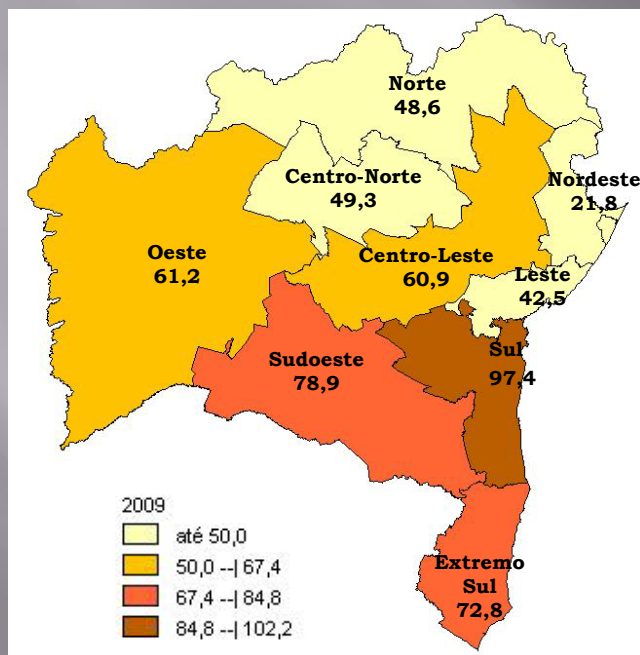 Norte
48,6
Centro-Norte
49,3
Nordeste
21,8
Oeste
61,2
Centro-Leste
60,9
Leste
42,5
Sul
97,4
Sudoeste
78,9
Extremo
Sul
72,8
2009
até 50,0
50,0 --| 67,4
67,4 --| 84,8
84,8 --| 102,2